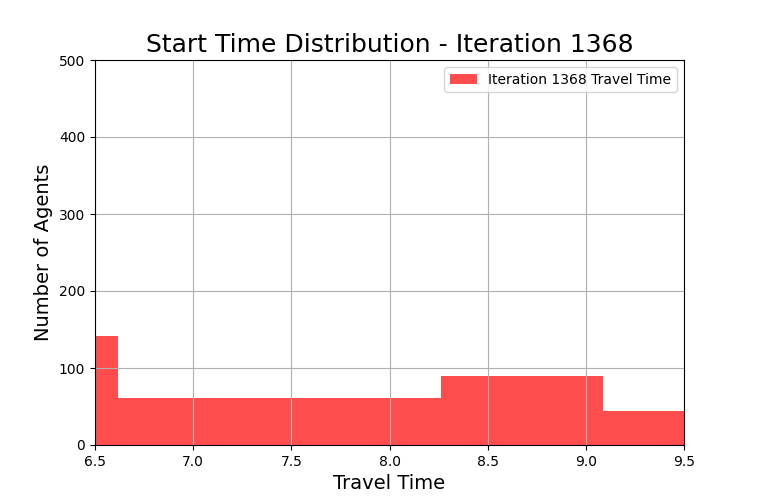 Start Time Distribution - Iteration 1368
Iteration 1368 Travel Time
Number of Agents
500
400
300
200
100
0
6.5 7.0 7.5 8.0 8.5 9.0 9.5
Travel Time